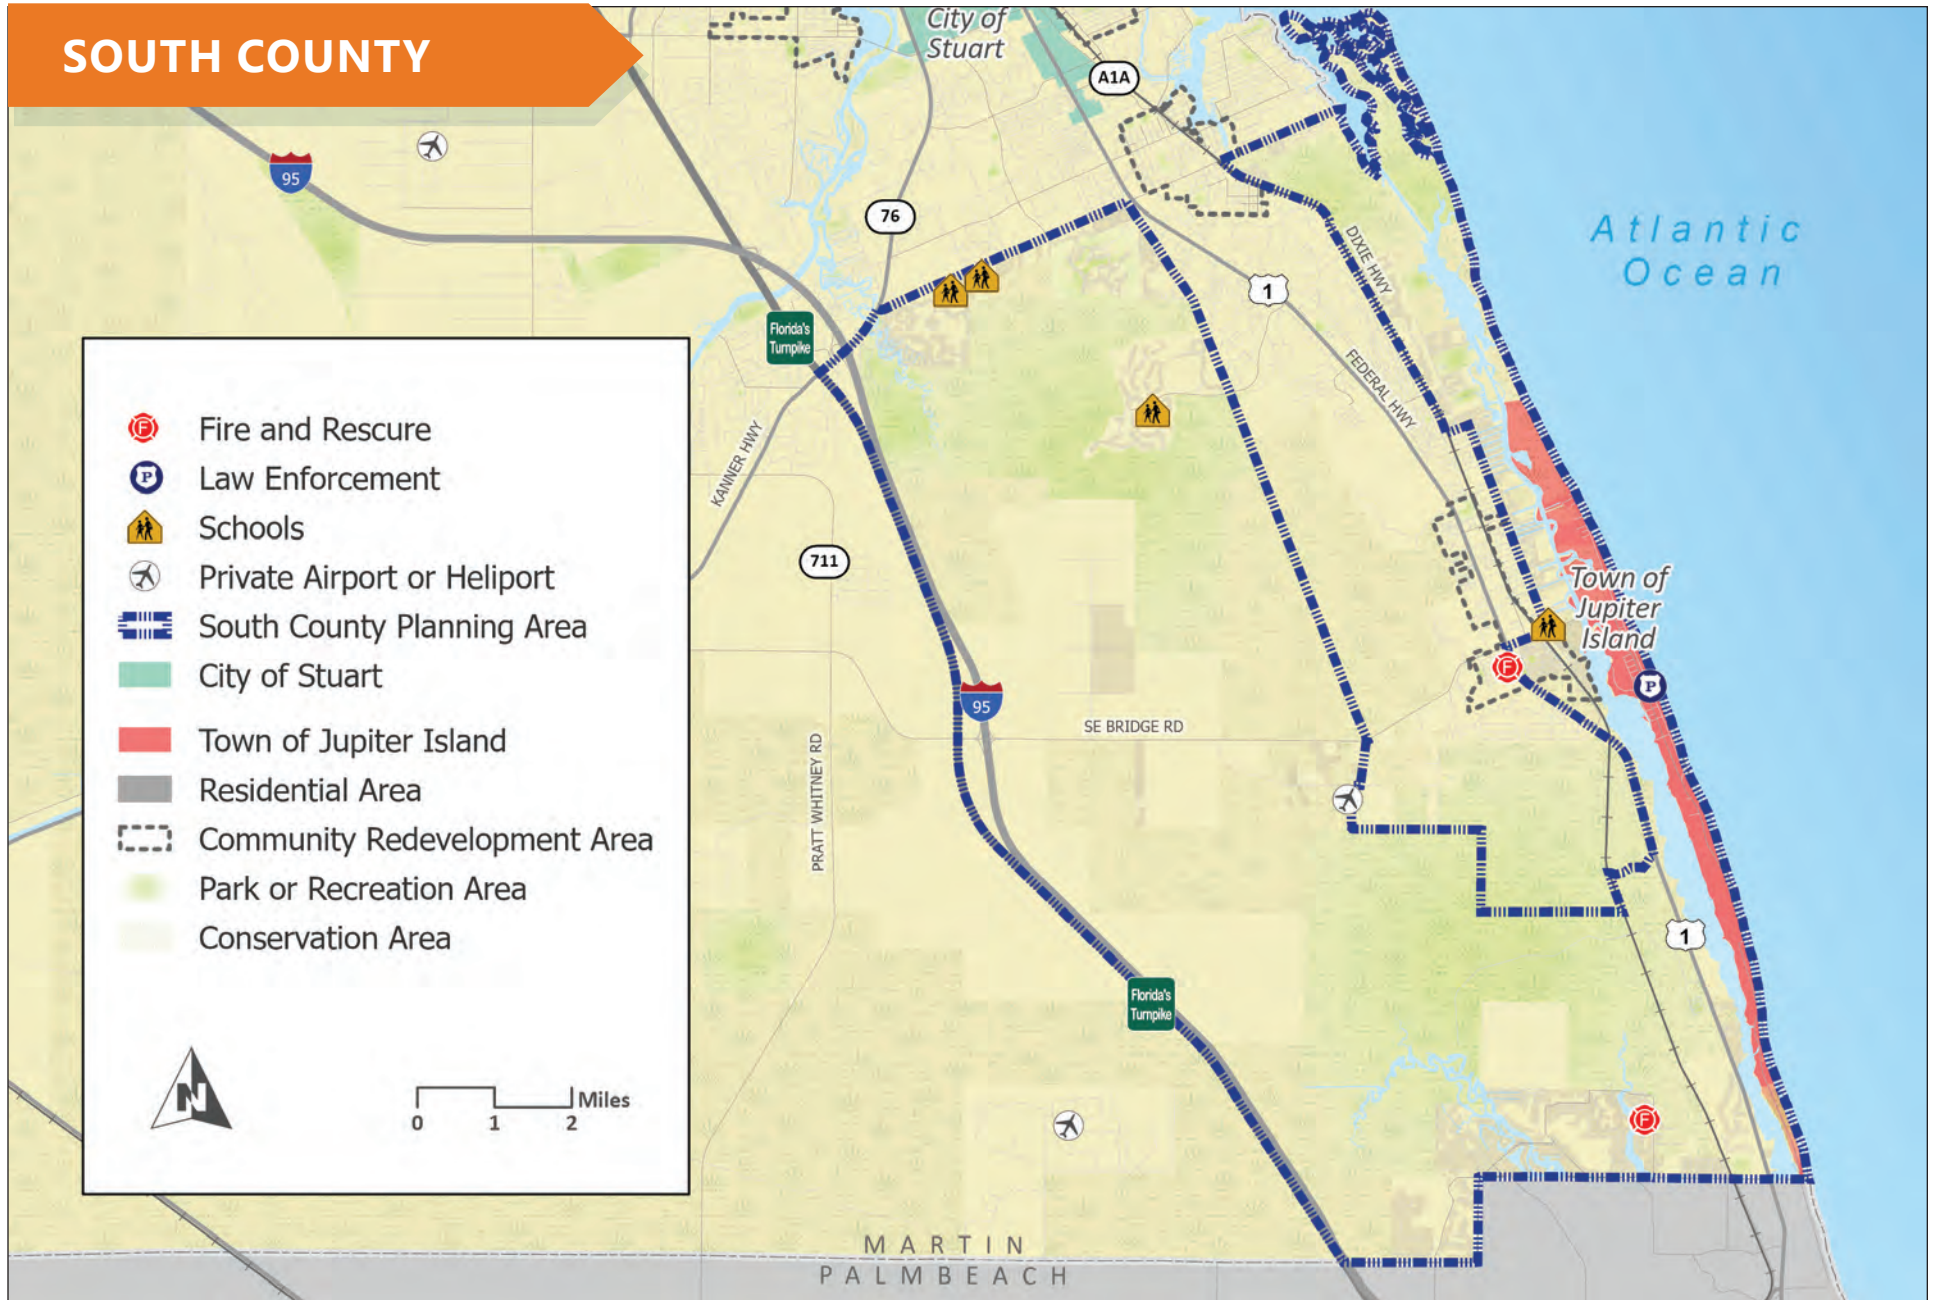 SOUTH COUNTY
City of
Stuart
A1A
95
76
Atlantic
Ocean
DIXIE HWY
1
Florida's
Turnpike
FEDERAL HWY
KANNER HWY
711
Town of
Jupiter
Island
F
P
95
SE BRIDGE RD
PRATT WHITNEY RD
1
Florida's
Turnpike
F
MARTIN
PALMBEACH
F Fire and Rescure
P Law Enforcement
Schools
Private Airport or Heliport
South County Planning Area
City of Stuart
Town of Jupiter Island
Residential Area
Community Redevelopment Area
Park or Recreation Area
Conservation Area
N
Miles
0 1 2